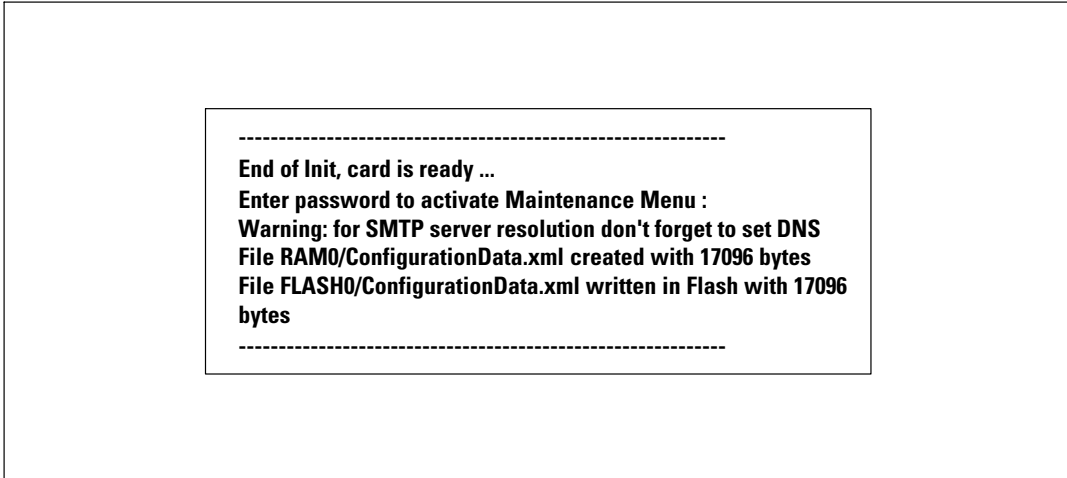 -------------------------------------------------------------
End of Init, card is ready ...
Enter password to activate Maintenance Menu :
Warning: for SMTP server resolution don't forget to set DNS
File RAM0/ConfigurationData.xml created with 17096 bytes
File FLASH0/ConfigurationData.xml written in Flash with 17096
bytes
-------------------------------------------------------------